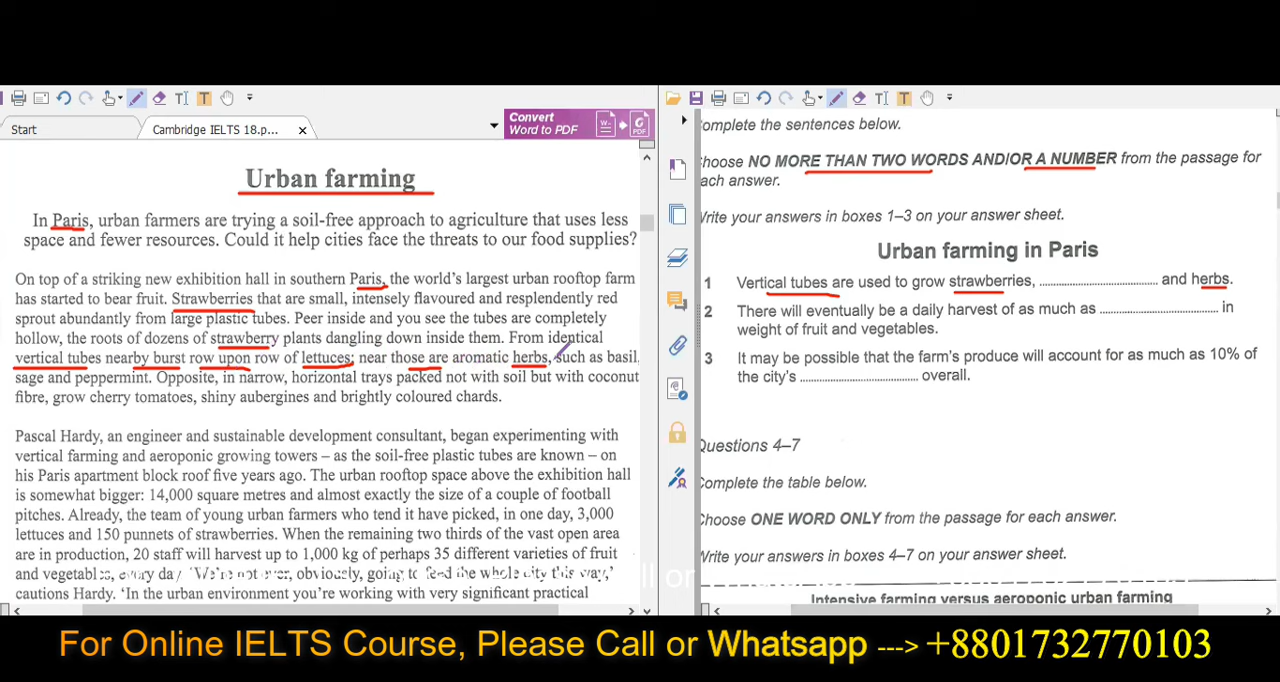 Start
Cambridge IELTS 18.p...
Convert
Word to PDF
Urban farming
In Paris, urban farmers are trying a soil-free approach to agriculture that uses less
space and fewer resources. Could it help cities face the threats to our food supplies?
On top of a striking new exhibition hall in southern Paris, the world's largest urban rooftop farm
has started to bear fruit. Strawberries that are small, intensely flavoured and resplendently red
sprout abundantly from large plastic tubes. Peer inside and you see the tubes are completely
hollow, the roots of dozens of strawberry plants dangling down inside them. From identical
vertical tubes nearby burst row upon row of lettuces; near those are aromatic herbs, such as basil,
sage and peppermint. Opposite, in narrow, horizontal trays packed not with soil but with coconut
fibre, grow cherry tomatoes, shiny aubergines and brightly coloured chards.
Pascal Hardy, an engineer and sustainable development consultant, began experimenting with
vertical farming and aeroponic growing towers – as the soil-free plastic tubes are known – on
his Paris apartment block roof five years ago. The urban rooftop space above the exhibition hall
is somewhat bigger: 14,000 square metres and almost exactly the size of a couple of football
pitches. Already, the team of young urban farmers who tend it have picked, in one day, 3,000
lettuces and 150 punnets of strawberries. When the remaining two thirds of the vast open area
are in production, 20 staff will harvest up to 1,000 kg of perhaps 35 different varieties of fruit
and vegetables, every day. 'We're not ever, obviously, going to feed the whole city this way,'
cautions Hardy. 'In the urban environment you're working with very significant practical
omplete the sentences below.
hoose NO MORE THAN TWO WORDS AND/OR A NUMBER from the passage for
ach answer.
rite your answers in boxes 1–3 on your answer sheet.
Urban farming in Paris
1 Vertical tubes are used to grow strawberries, .............................. and herbs.
2 There will eventually be a daily harvest of as much as .............................. in
weight of fruit and vegetables.
3 It may be possible that the farm's produce will account for as much as 10% of
the city's .............................. overall.
uestions 4–7
omplete the table below.
hoose ONE WORD ONLY from the passage for each answer.
rite your answers in boxes 4–7 on your answer sheet.
Intensive farming versus aeroponic urban farming
For Online IELTS Course, Please Call or Whatsapp ---> +8801732770103